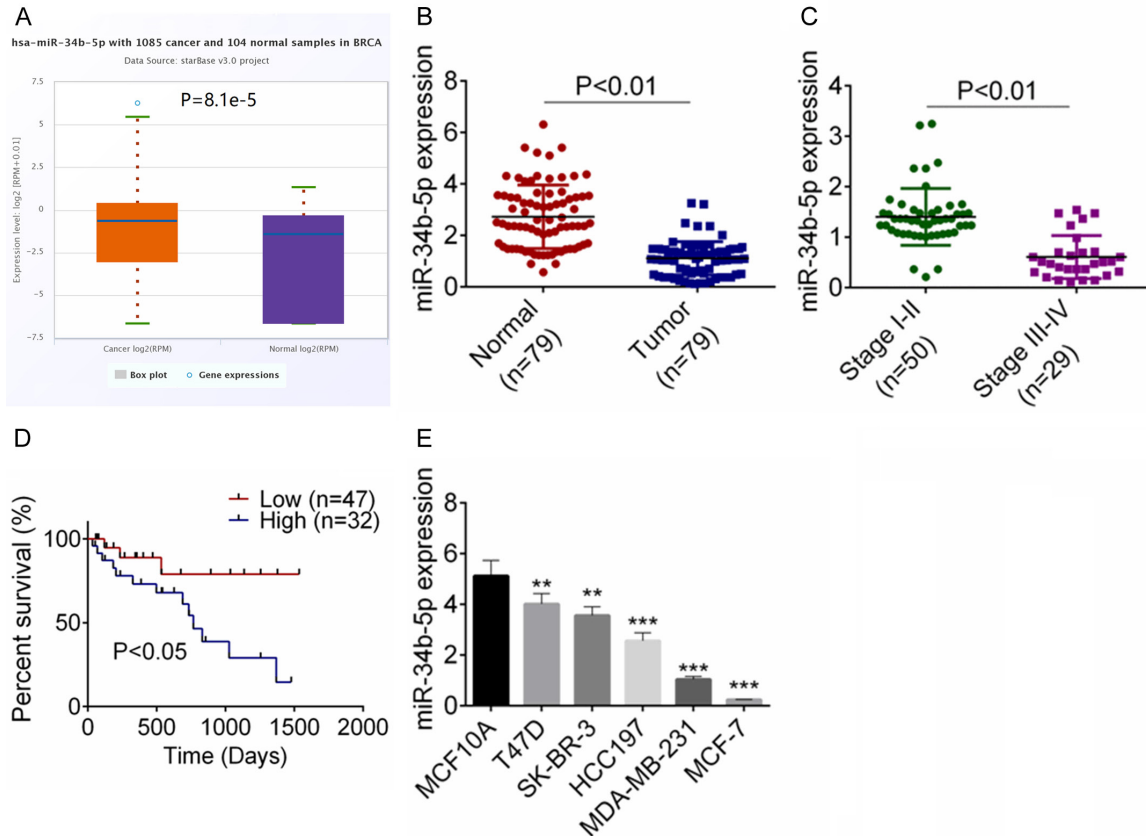 A
hsa-miR-34b-5p with 1085 cancer and 104 normal samples in BRCA
Data Source: starBase v3.0 project
P=8.1e-5
Expression level: log2 [RPM+0.01]
7.5
5
2.5
0
-2.5
-5
-7.5
Cancer log2(RPM)
Normal log2(RPM)
Box plot
Gene expressions
B
P<0.01
miR-34b-5p expression
8
6
4
2
0
Normal
(n=79)
Tumor
(n=79)
C
P<0.01
miR-34b-5p expression
4
3
2
1
0
Stage I-II
(n=50)
Stage III-IV
(n=29)
D
Low (n=47)
High (n=32)
Percent survival (%)
100
50
0
P<0.05
0 500 1000 1500 2000
Time (Days)
E
miR-34b-5p expression
8
6
4
2
0
**
**
***
***
***
MCF10A
T47D
SK-BR-3
HCC197
MDA-MB-231
MCF-7